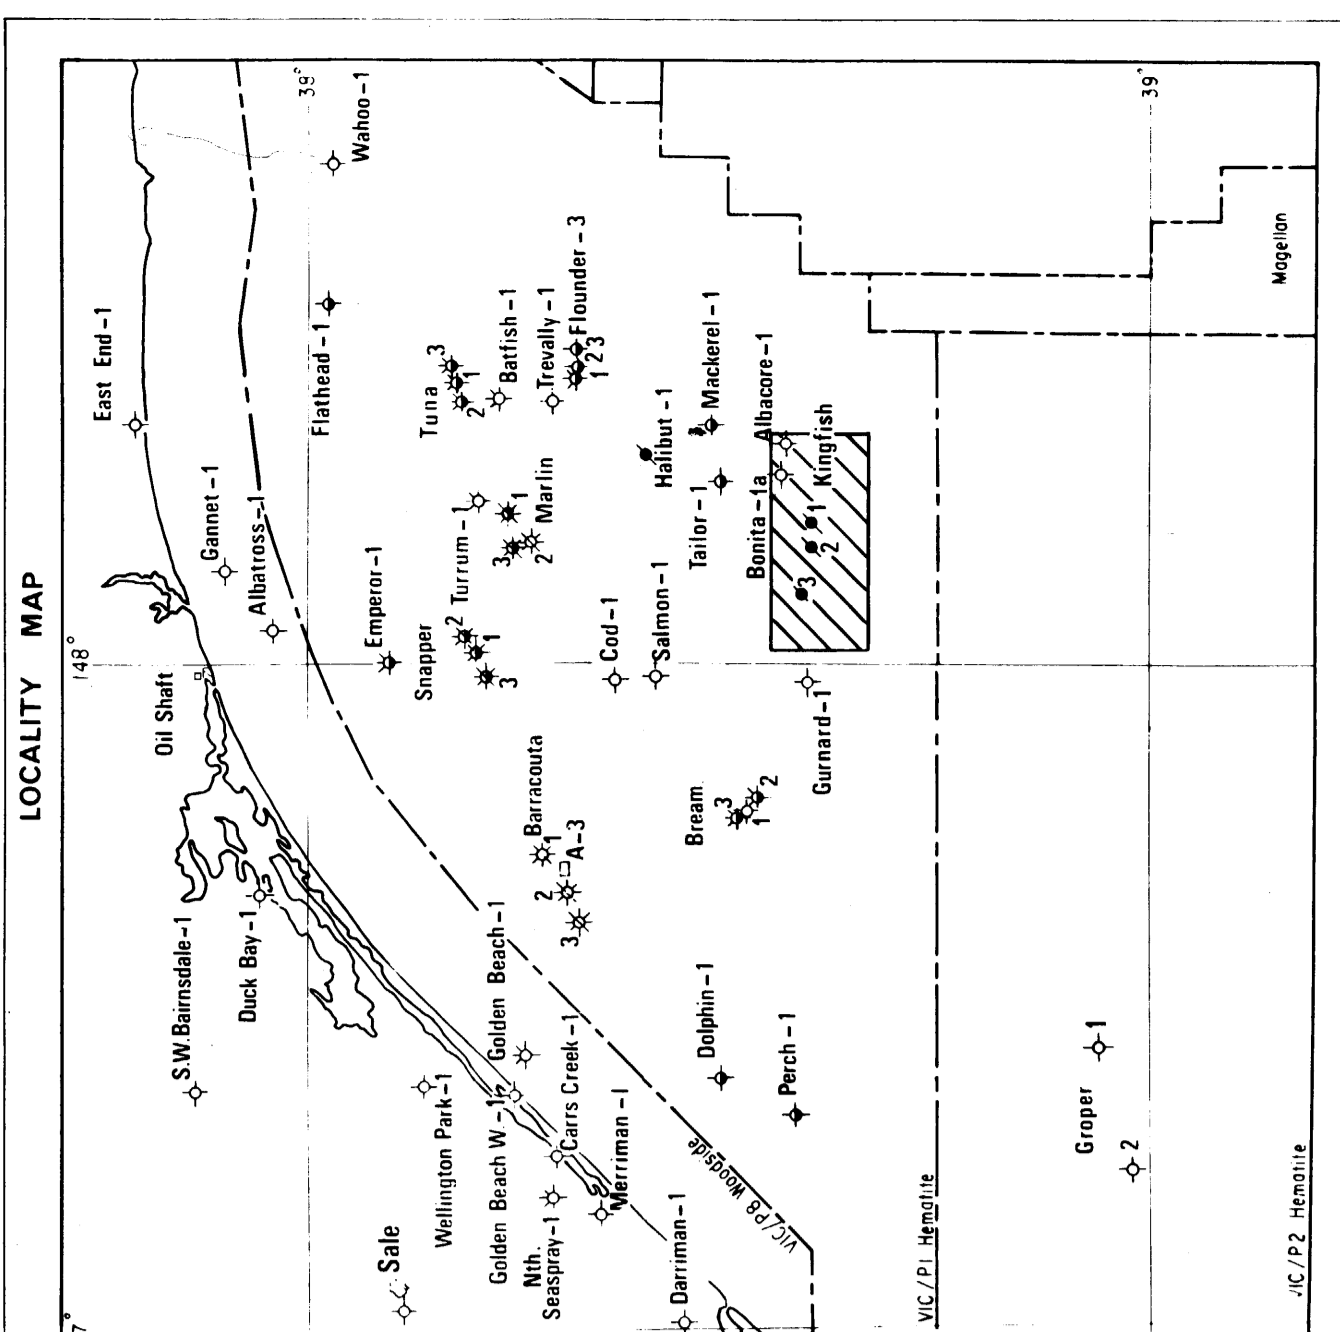 LOCALITY MAP
148°
39°
39°
East End-1
Wahoo-1
Gannet-1
Albatross-1
Flathead-1
Oil Shaft
Emperor-1
Tuna
3
1
2
Batfish-1
Trevally-1
Flounder-3
1 2 3
Snapper
2
1
3
Turrum-1
Marlin
1
3
2
Halibut-1
Mackerel-1
Tailor-1
Albacore-1
Bonita-1a
Kingfish
1
2
3
Magellan
Cod-1
Salmon-1
Gurnard-1
S.W.Bairnsdale-1
Duck Bay-1
Barracouta
1
A-3
2
3
Bream
3
1
2
Golden Beach-1
Wellington Park-1
Golden Beach W.-1
Carrs Creek-1
Nth.
Seaspray-1
Merriman-1
Sale
Darriman-1
Dolphin-1
Perch-1
Groper
1
2
VIC/P8 Woodside
VIC/P1 Hematite
VIC/P2 Hematite